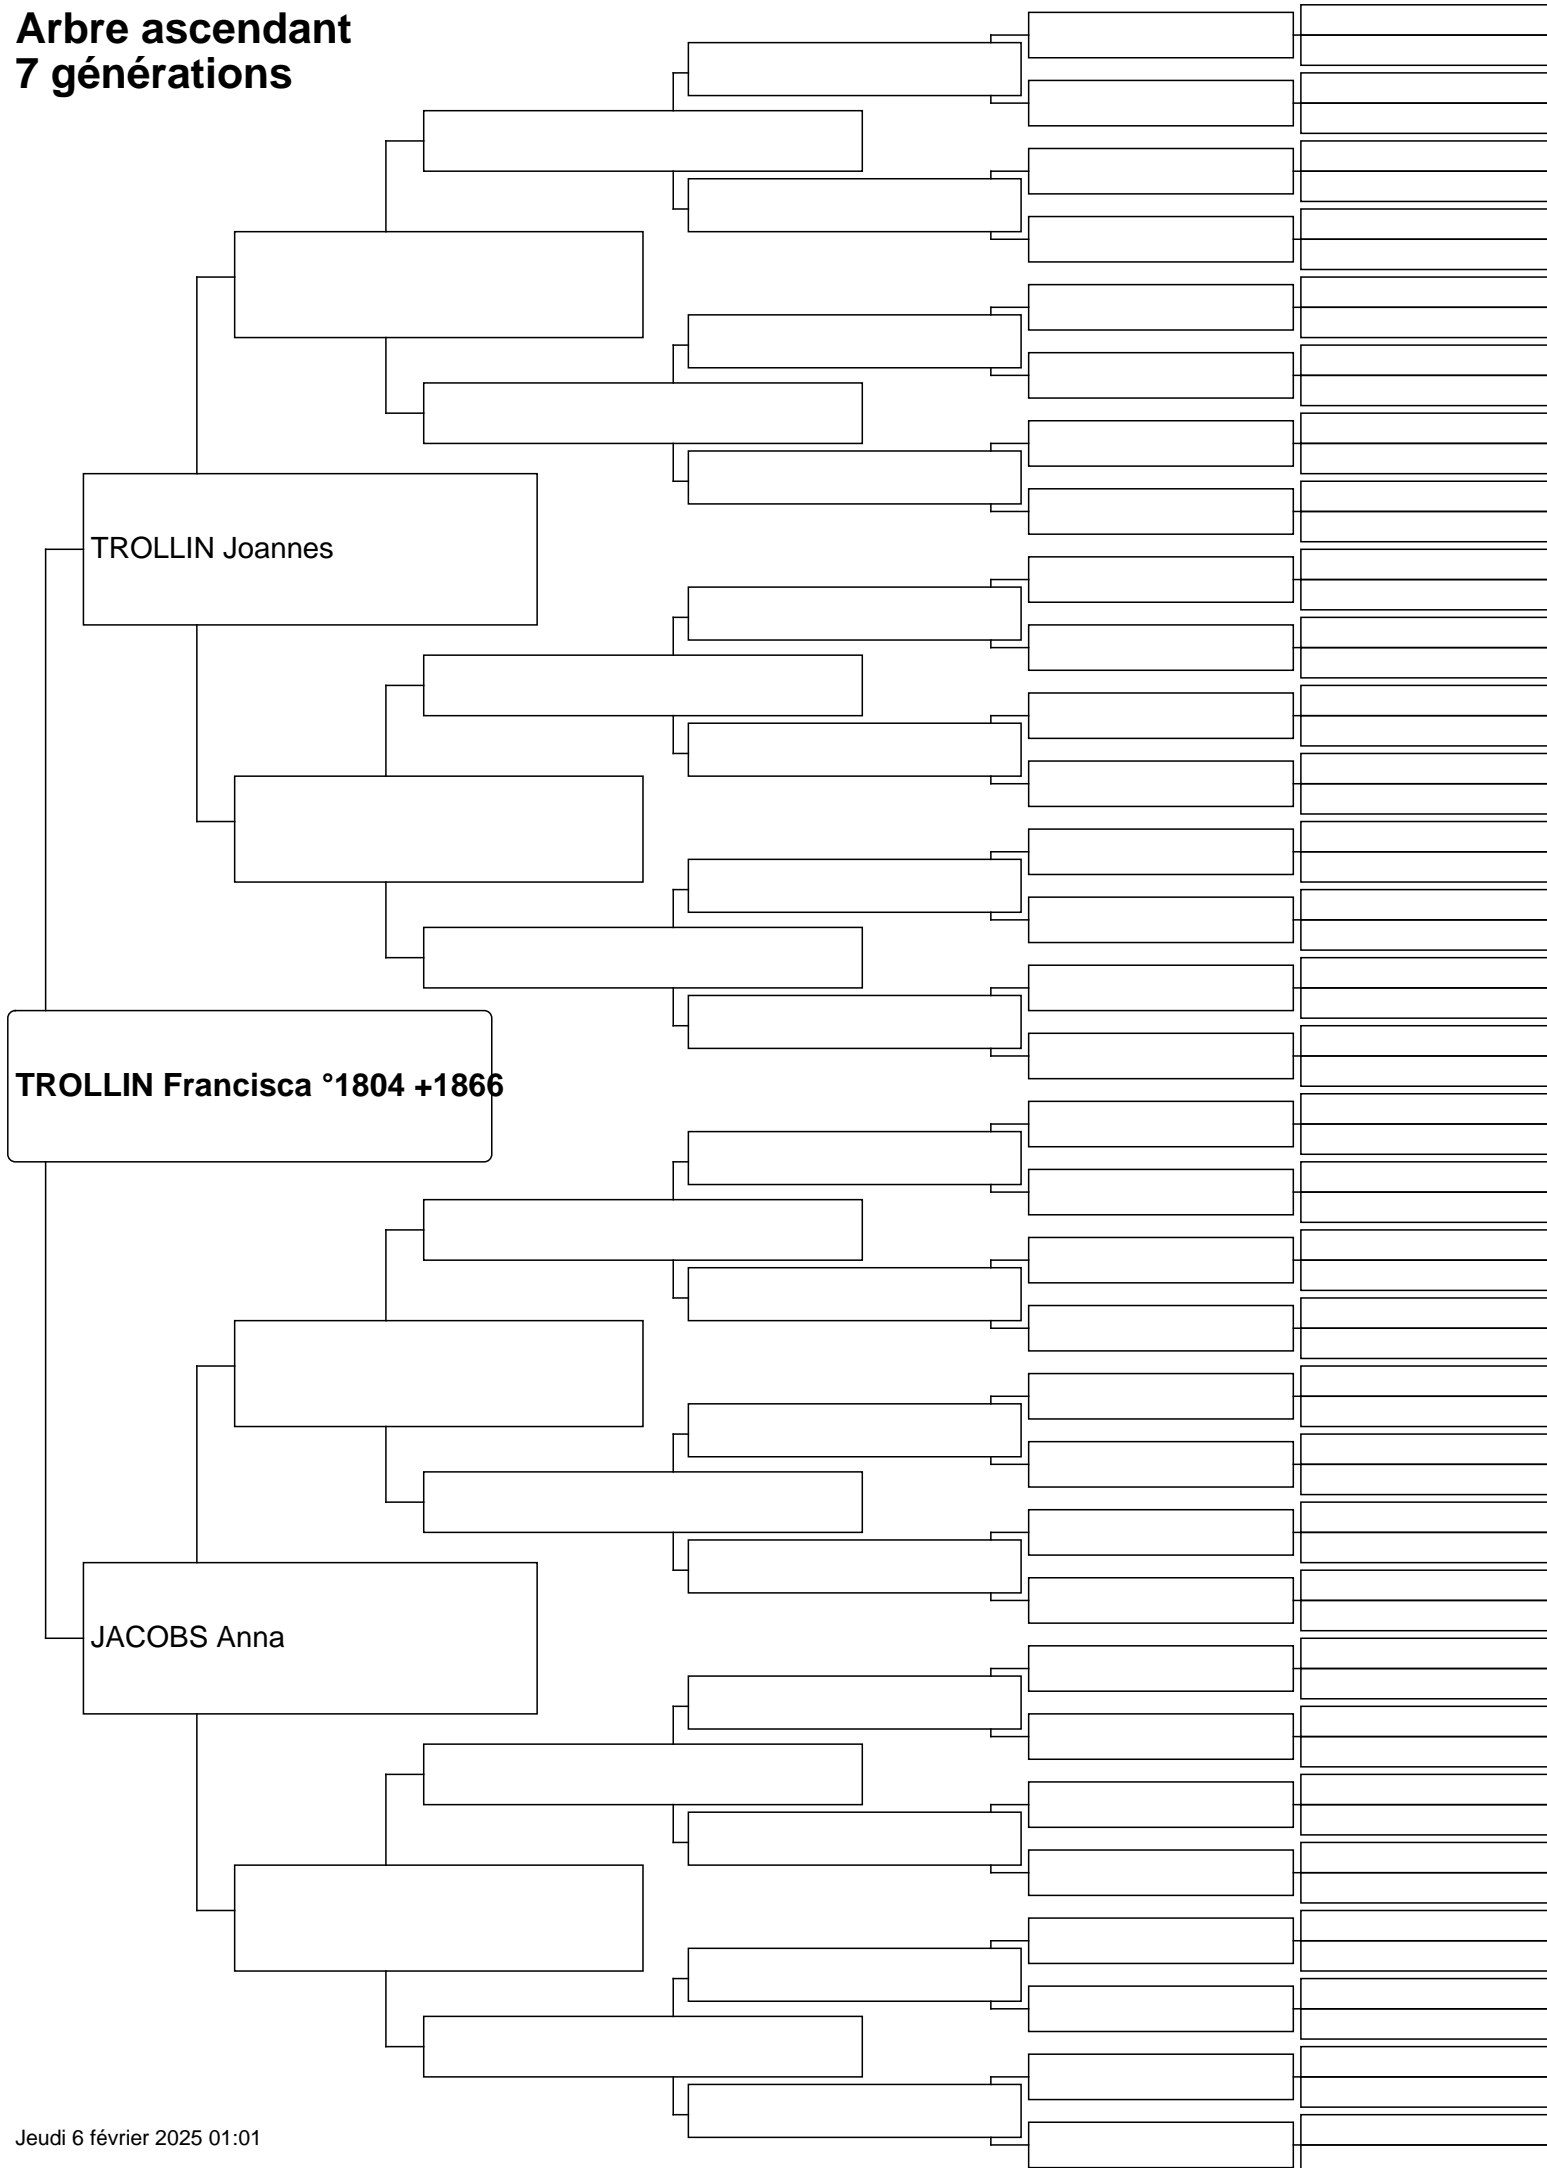 Arbre ascendant
7 générations
TROLLIN Joannes
TROLLIN Francisca °1804 +1866
JACOBS Anna
Jeudi 6 février 2025 01:01